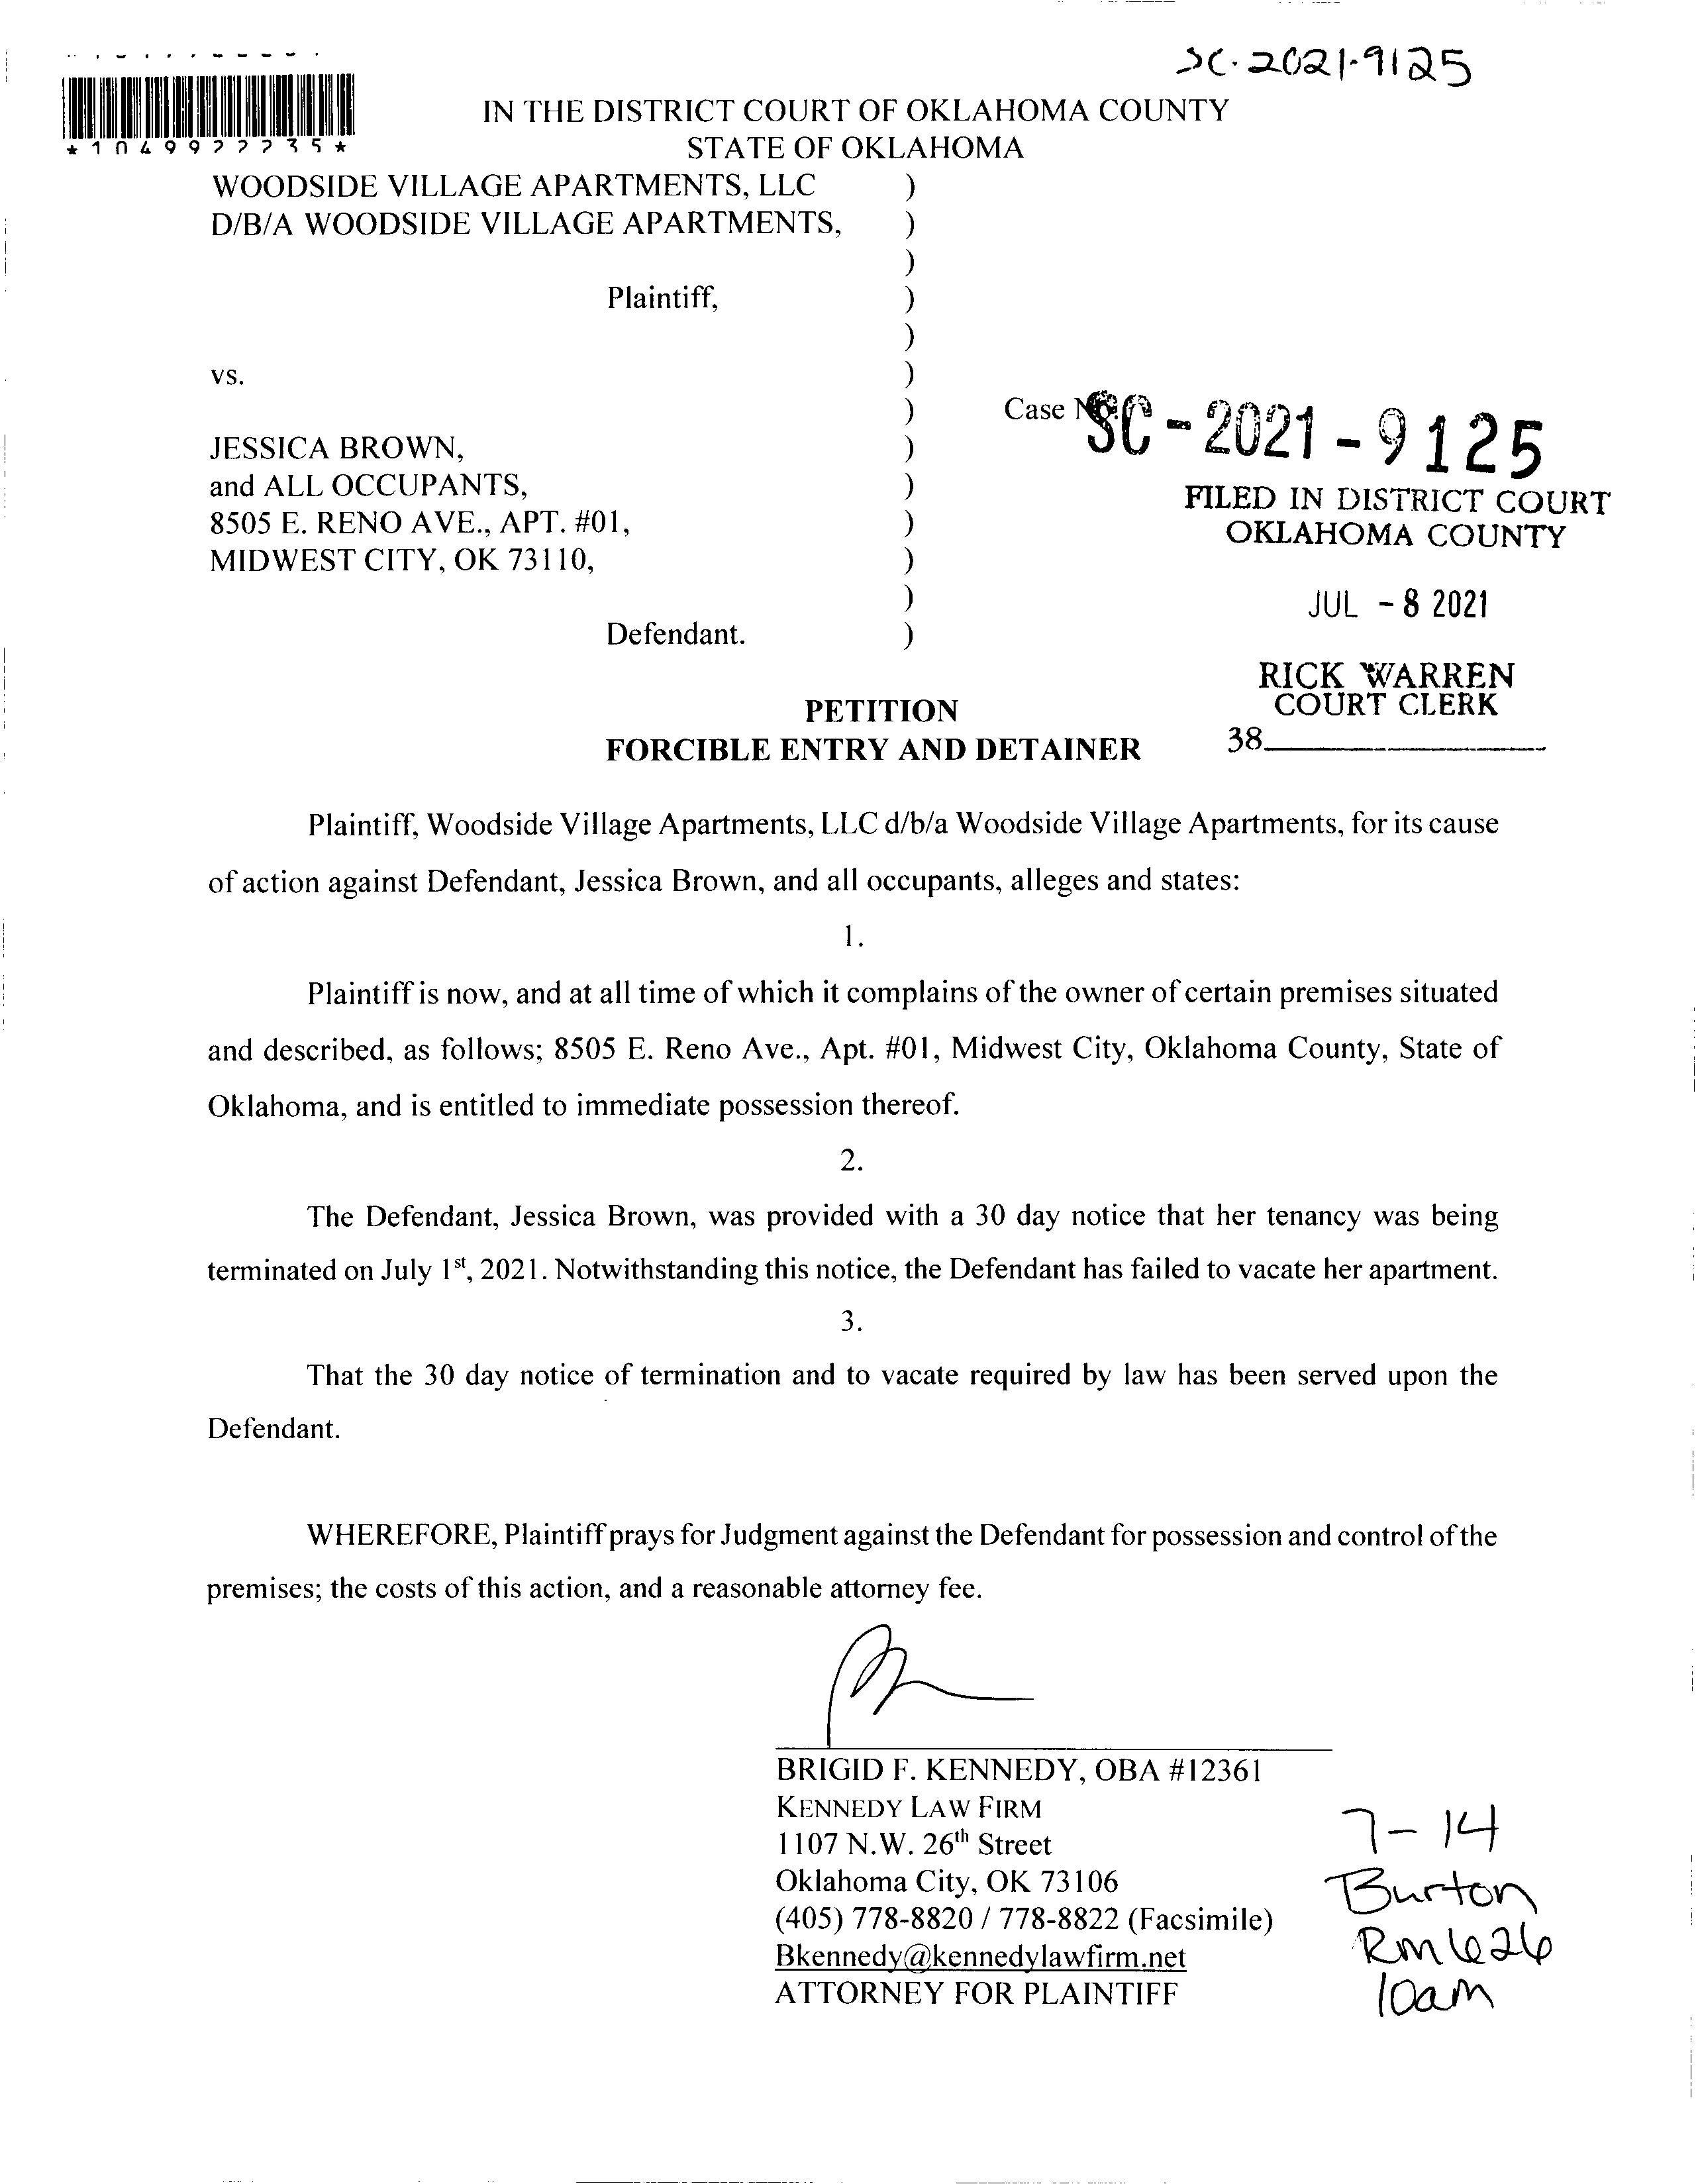 SC-2021-9125
*1049922235*
IN THE DISTRICT COURT OF OKLAHOMA COUNTY
STATE OF OKLAHOMA
WOODSIDE VILLAGE APARTMENTS, LLC )
D/B/A WOODSIDE VILLAGE APARTMENTS, )
)
Plaintiff, )
)
vs. )
) Case No. SC-2021-9125
JESSICA BROWN, )
and ALL OCCUPANTS, )
8505 E. RENO AVE., APT. #01, )
MIDWEST CITY, OK 73110, )
)
Defendant. )
FILED IN DISTRICT COURT
OKLAHOMA COUNTY
JUL -8 2021
RICK WARREN
COURT CLERK
38
PETITION
FORCIBLE ENTRY AND DETAINER
Plaintiff, Woodside Village Apartments, LLC d/b/a Woodside Village Apartments, for its cause
of action against Defendant, Jessica Brown, and all occupants, alleges and states:
1.
Plaintiff is now, and at all time of which it complains of the owner of certain premises situated
and described, as follows; 8505 E. Reno Ave., Apt. #01, Midwest City, Oklahoma County, State of
Oklahoma, and is entitled to immediate possession thereof.
2.
The Defendant, Jessica Brown, was provided with a 30 day notice that her tenancy was being
terminated on July 1st, 2021. Notwithstanding this notice, the Defendant has failed to vacate her apartment.
3.
That the 30 day notice of termination and to vacate required by law has been served upon the
Defendant.
WHEREFORE, Plaintiff prays for Judgment against the Defendant for possession and control of the
premises; the costs of this action, and a reasonable attorney fee.
BRIGID F. KENNEDY, OBA #12361
KENNEDY LAW FIRM
1107 N.W. 26th Street
Oklahoma City, OK 73106
(405) 778-8820 / 778-8822 (Facsimile)
Bkennedy@kennedylawfirm.net
ATTORNEY FOR PLAINTIFF
7-14
Burton
Rm 626
10am